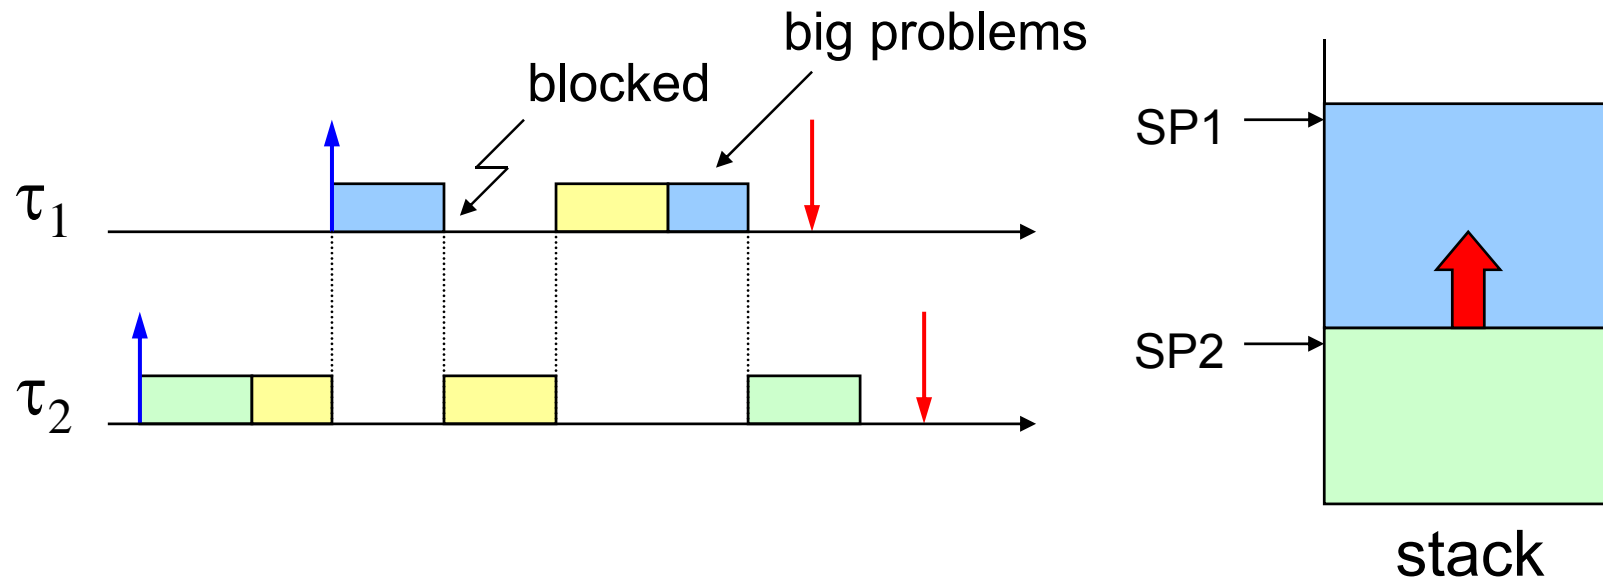 big problems
blocked
SP1
τ1
SP2
τ2
stack